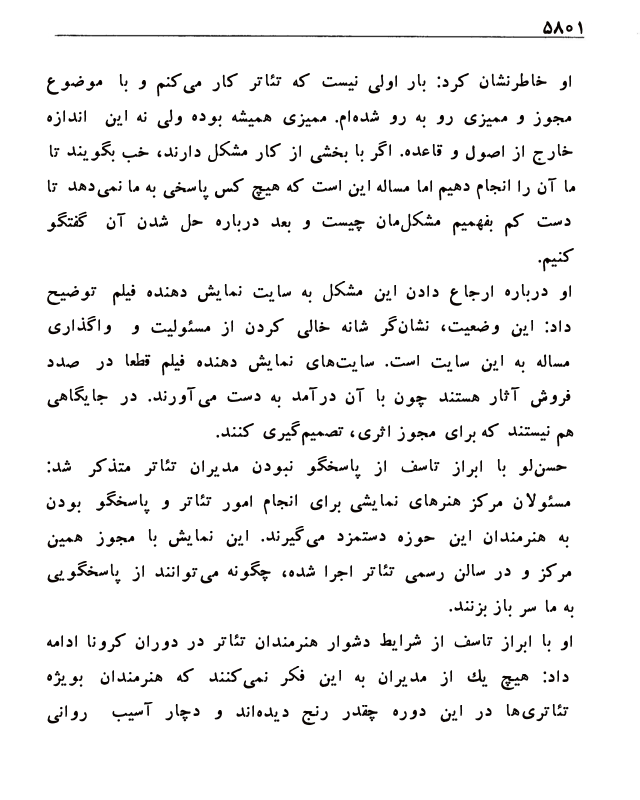 ۵۸۰۱
او خاطرنشان کرد: بار اولی نیست که تئاتر کار می‌کنم و با موضوع
مجوز و ممیزی رو به رو شده‌ام. ممیزی همیشه بوده ولی نه این اندازه
خارج از اصول و قاعده. اگر با بخشی از کار مشکل دارند، خب بگویند تا
ما آن را انجام دهیم اما مساله این است که هیچ کس پاسخی به ما نمی‌دهد تا
دست کم بفهمیم مشکل‌مان چیست و بعد درباره حل شدن آن گفتگو
کنیم.
او درباره ارجاع دادن این مشکل به سایت نمایش دهنده فیلم توضیح
داد: این وضعیت، نشان‌گر شانه خالی کردن از مسئولیت و واگذاری
مساله به این سایت است. سایت‌های نمایش دهنده فیلم قطعا در صدد
فروش آثار هستند چون با آن درآمد به دست می‌آورند. در جایگاهی
هم نیستند که برای مجوز اثری، تصمیم‌گیری کنند.
حسن‌لو با ابراز تاسف از پاسخگو نبودن مدیران تئاتر متذکر شد:
مسئولان مرکز هنرهای نمایشی برای انجام امور تئاتر و پاسخگو بودن
به هنرمندان این حوزه دستمزد می‌گیرند. این نمایش با مجوز همین
مرکز و در سالن رسمی تئاتر اجرا شده، چگونه می‌توانند از پاسخگویی
به ما سر باز بزنند.
او با ابراز تاسف از شرایط دشوار هنرمندان تئاتر در دوران کرونا ادامه
داد: هیچ یك از مدیران به این فکر نمی‌کنند که هنرمندان بویژه
تئاتری‌ها در این دوره چقدر رنج دیده‌اند و دچار آسیب روانی